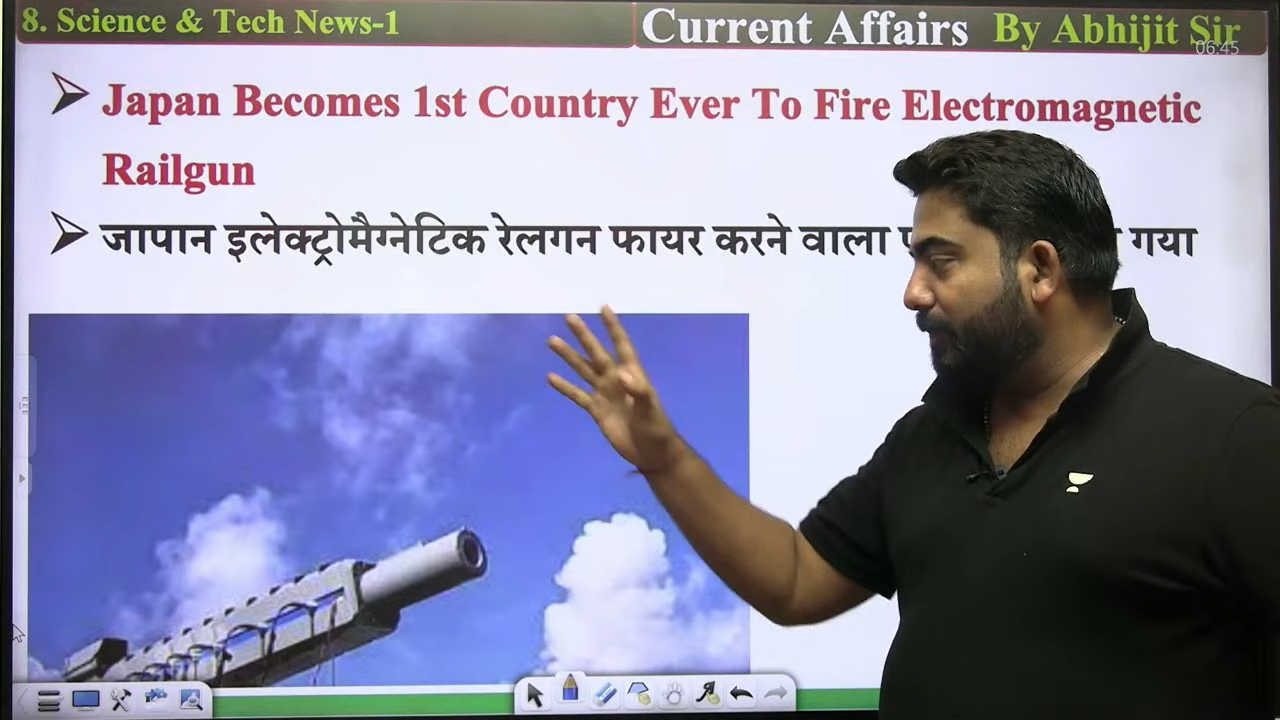 8. Science & Tech News-1
Current Affairs By Abhijit Sir
06:45
Japan Becomes 1st Country Ever To Fire Electromagnetic
Railgun
जापान इलेक्ट्रोमैग्नेटिक रेलगन फायर करने वाला गया